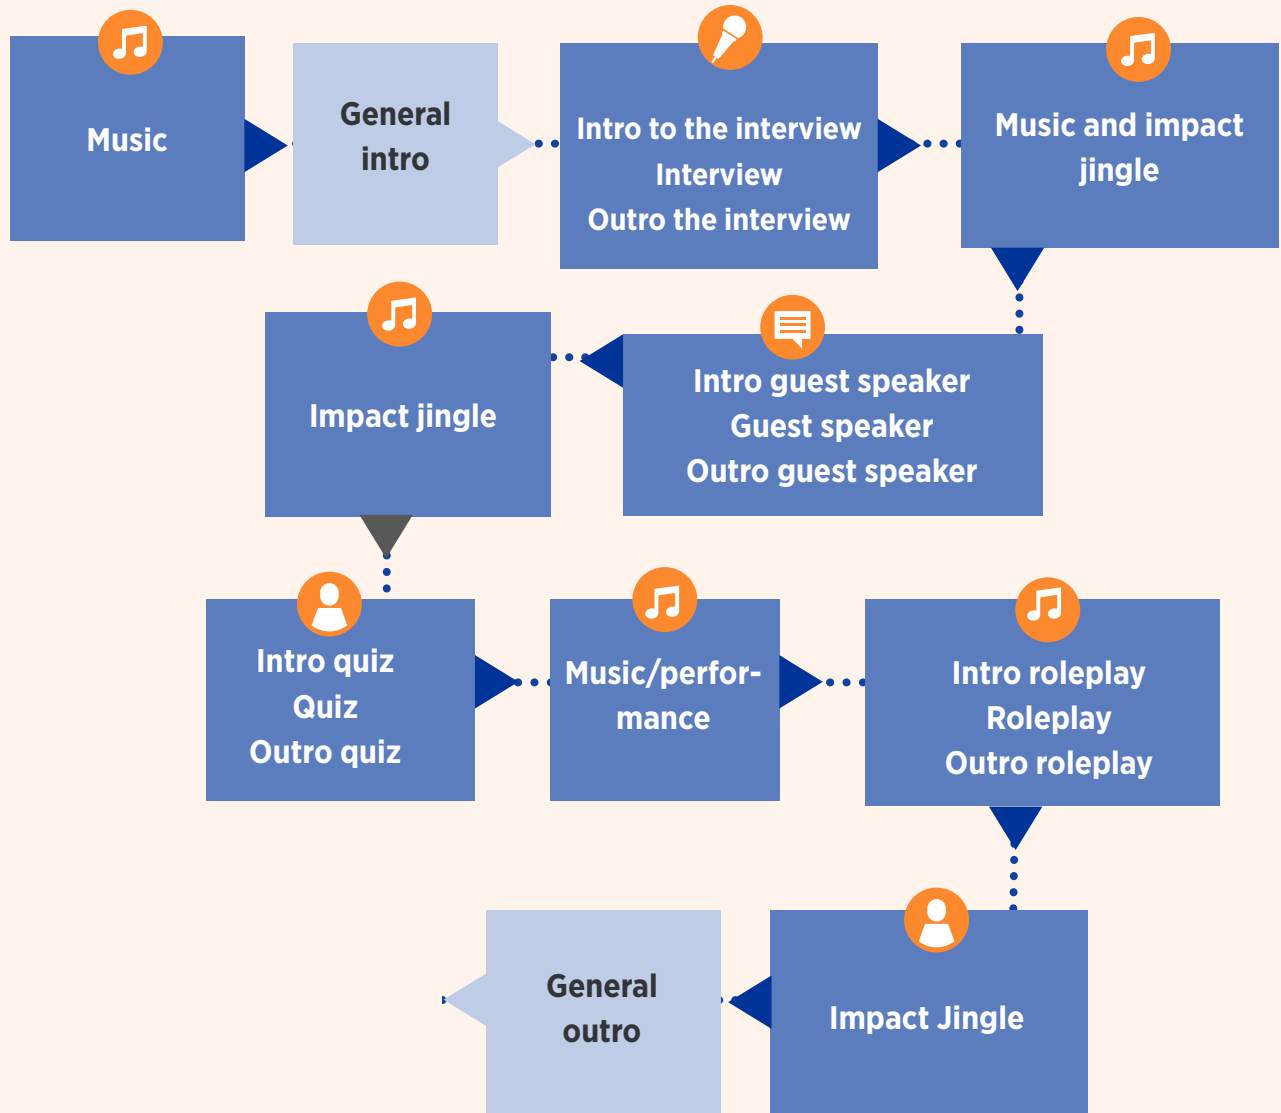 Music
General
intro
Intro to the interview
Interview
Outro the interview
Music and impact
jingle
Intro guest speaker
Guest speaker
Outro guest speaker
Impact jingle
Intro quiz
Quiz
Outro quiz
Music/perfor-
mance
Intro roleplay
Roleplay
Outro roleplay
Impact Jingle
General
outro